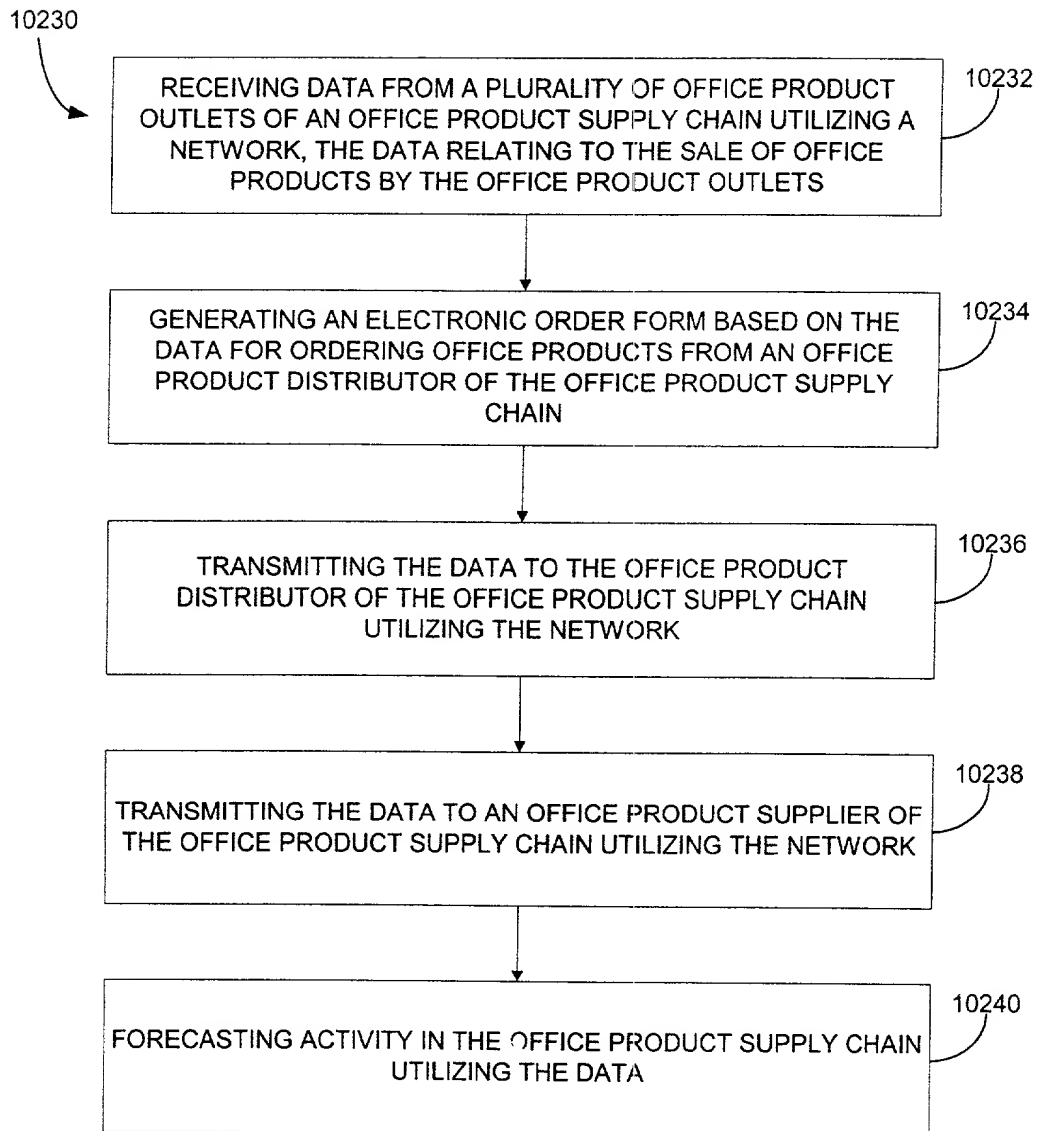 10230
RECEIVING DATA FROM A PLURALITY OF OFFICE PRODUCT
OUTLETS OF AN OFFICE PRODUCT SUPPLY CHAIN UTILIZING A
NETWORK, THE DATA RELATING TO THE SALE OF OFFICE
PRODUCTS BY THE OFFICE PRODUCT OUTLETS
10232
GENERATING AN ELECTRONIC ORDER FORM BASED ON THE
DATA FOR ORDERING OFFICE PRODUCTS FROM AN OFFICE
PRODUCT DISTRIBUTOR OF THE OFFICE PRODUCT SUPPLY
CHAIN
10234
TRANSMITTING THE DATA TO THE OFFICE PRODUCT
DISTRIBUTOR OF THE OFFICE PRODUCT SUPPLY CHAIN
UTILIZING THE NETWORK
10236
TRANSMITTING THE DATA TO AN OFFICE PRODUCT SUPPLIER OF
THE OFFICE PRODUCT SUPPLY CHAIN UTILIZING THE NETWORK
10238
FORECASTING ACTIVITY IN THE OFFICE PRODUCT SUPPLY CHAIN
UTILIZING THE DATA
10240